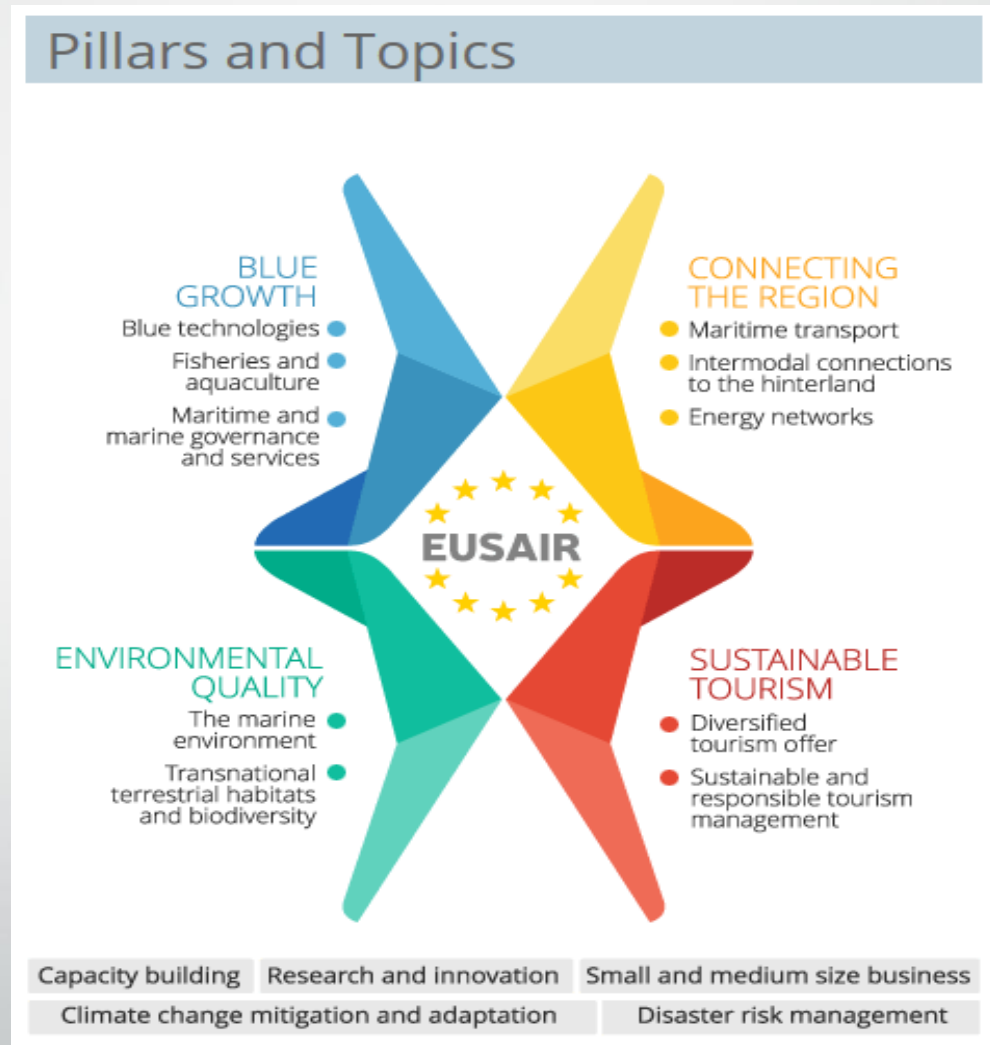 Pillars and Topics
BLUE
GROWTH
Blue technologies
Fisheries and
aquaculture
Maritime and
marine governance
and services
CONNECTING
THE REGION
Maritime transport
Intermodal connections
to the hinterland
Energy networks
EUSAIR
ENVIRONMENTAL
QUALITY
The marine
environment
Transnational
terrestrial habitats
and biodiversity
SUSTAINABLE
TOURISM
Diversified
tourism offer
Sustainable and
responsible tourism
management
Capacity building
Research and innovation
Small and medium size business
Climate change mitigation and adaptation
Disaster risk management